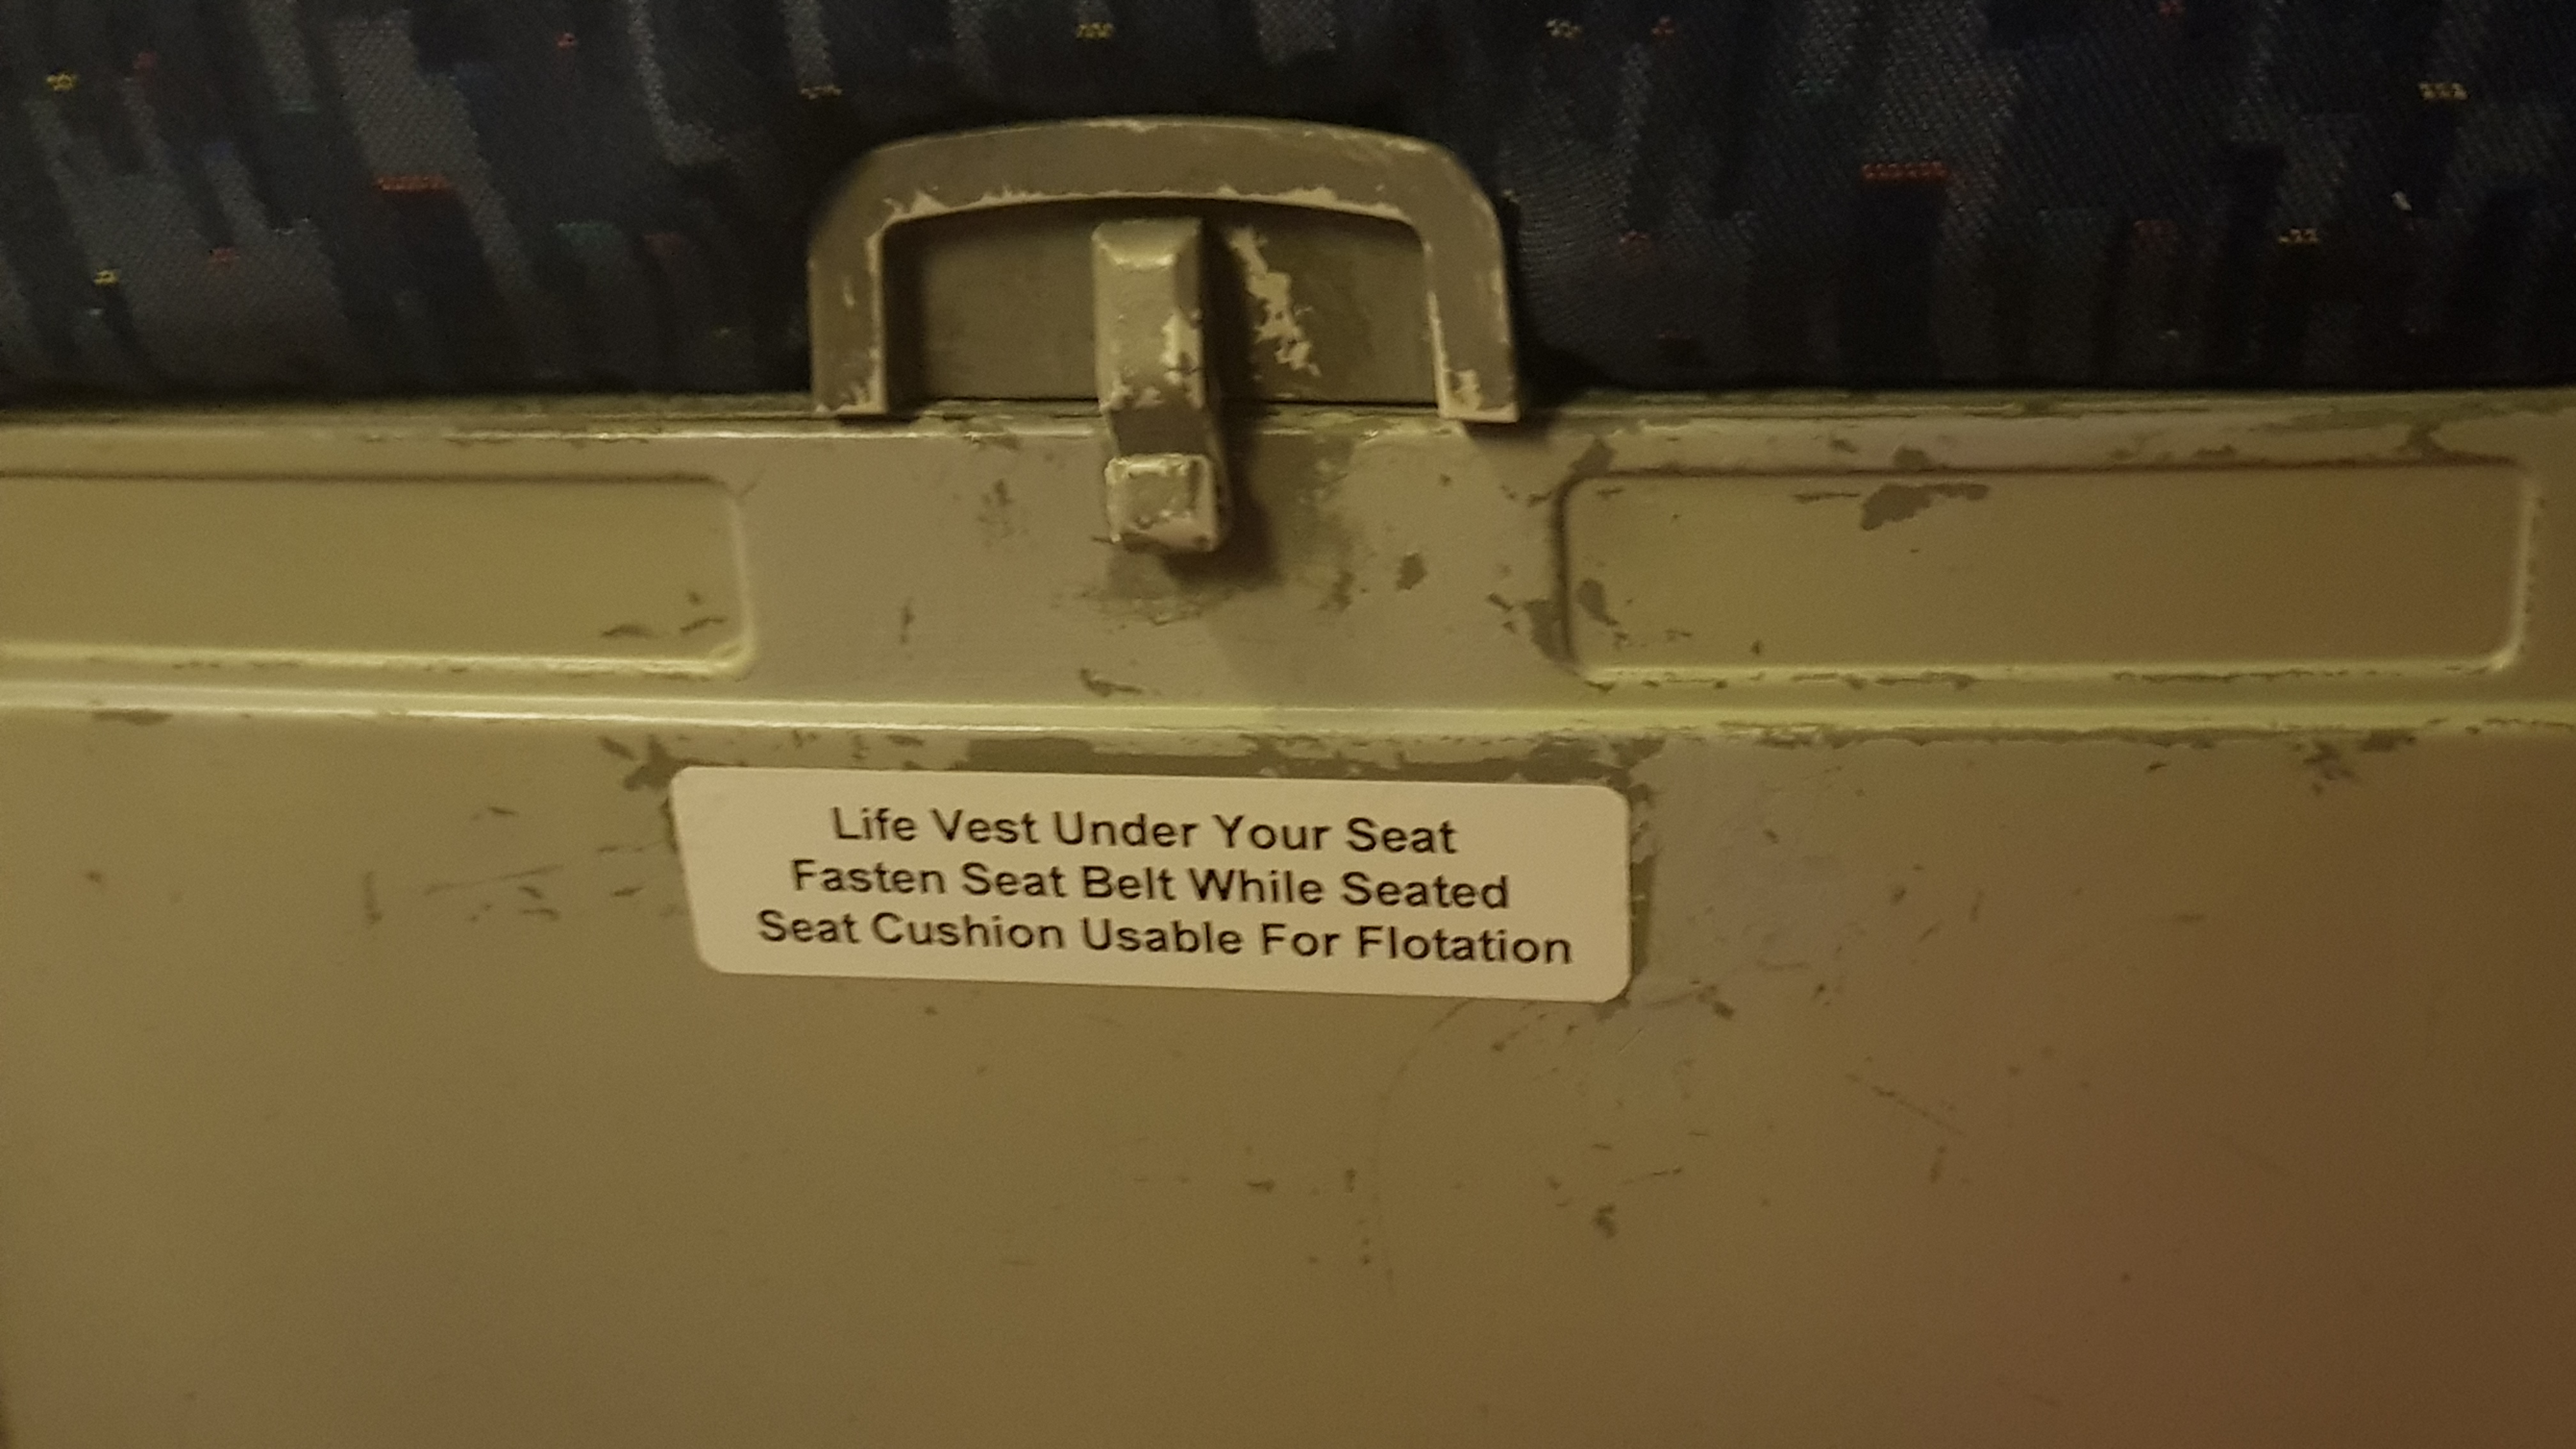 Life Vest Under Your Seat
Fasten Seat Belt While Seated
Seat Cushion Usable For Flotation